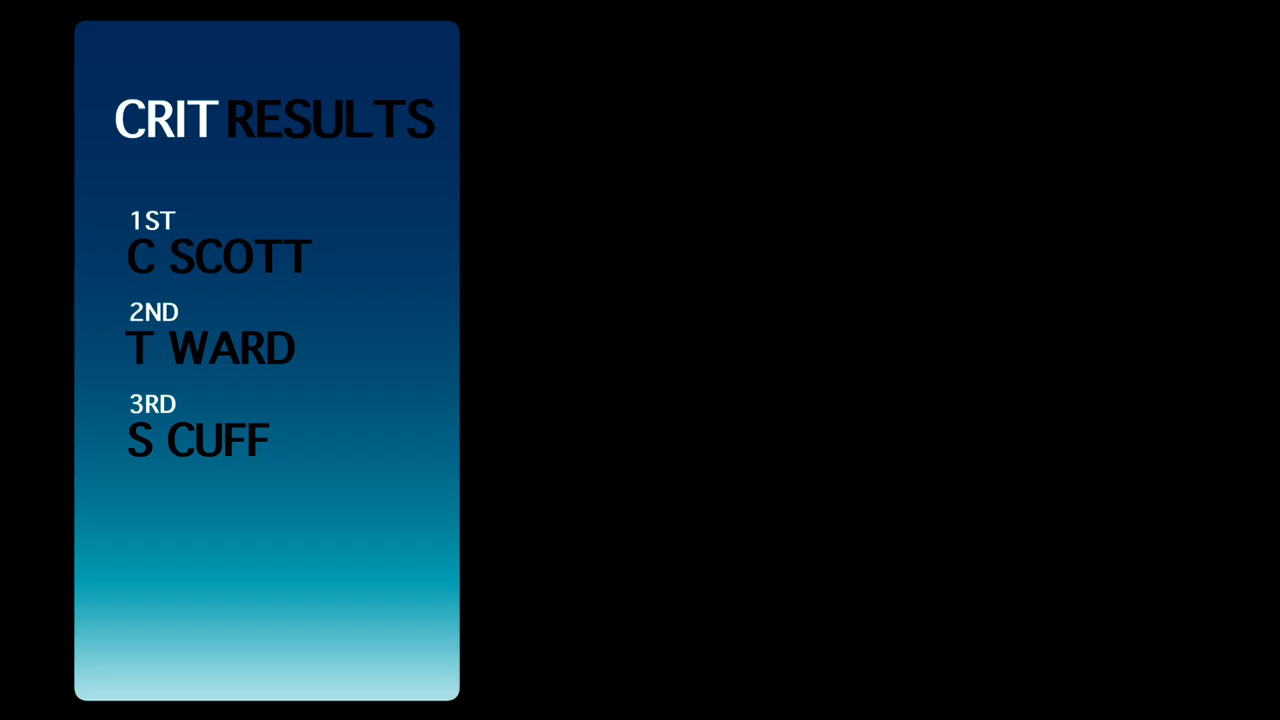 CRIT RESULTS
1ST
C SCOTT
2ND
T WARD
3RD
S CUFF